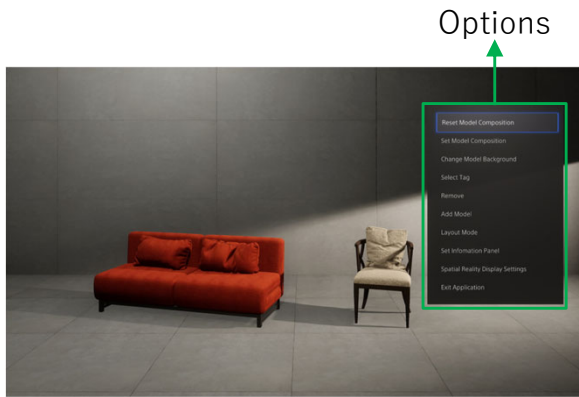 Options
Reset Model Composition
Set Model Composition
Change Model Background
Select Tag
Remove
Add Model
Layout Mode
Set Infomation Panel
Spatial Reality Display Settings
Exit Application